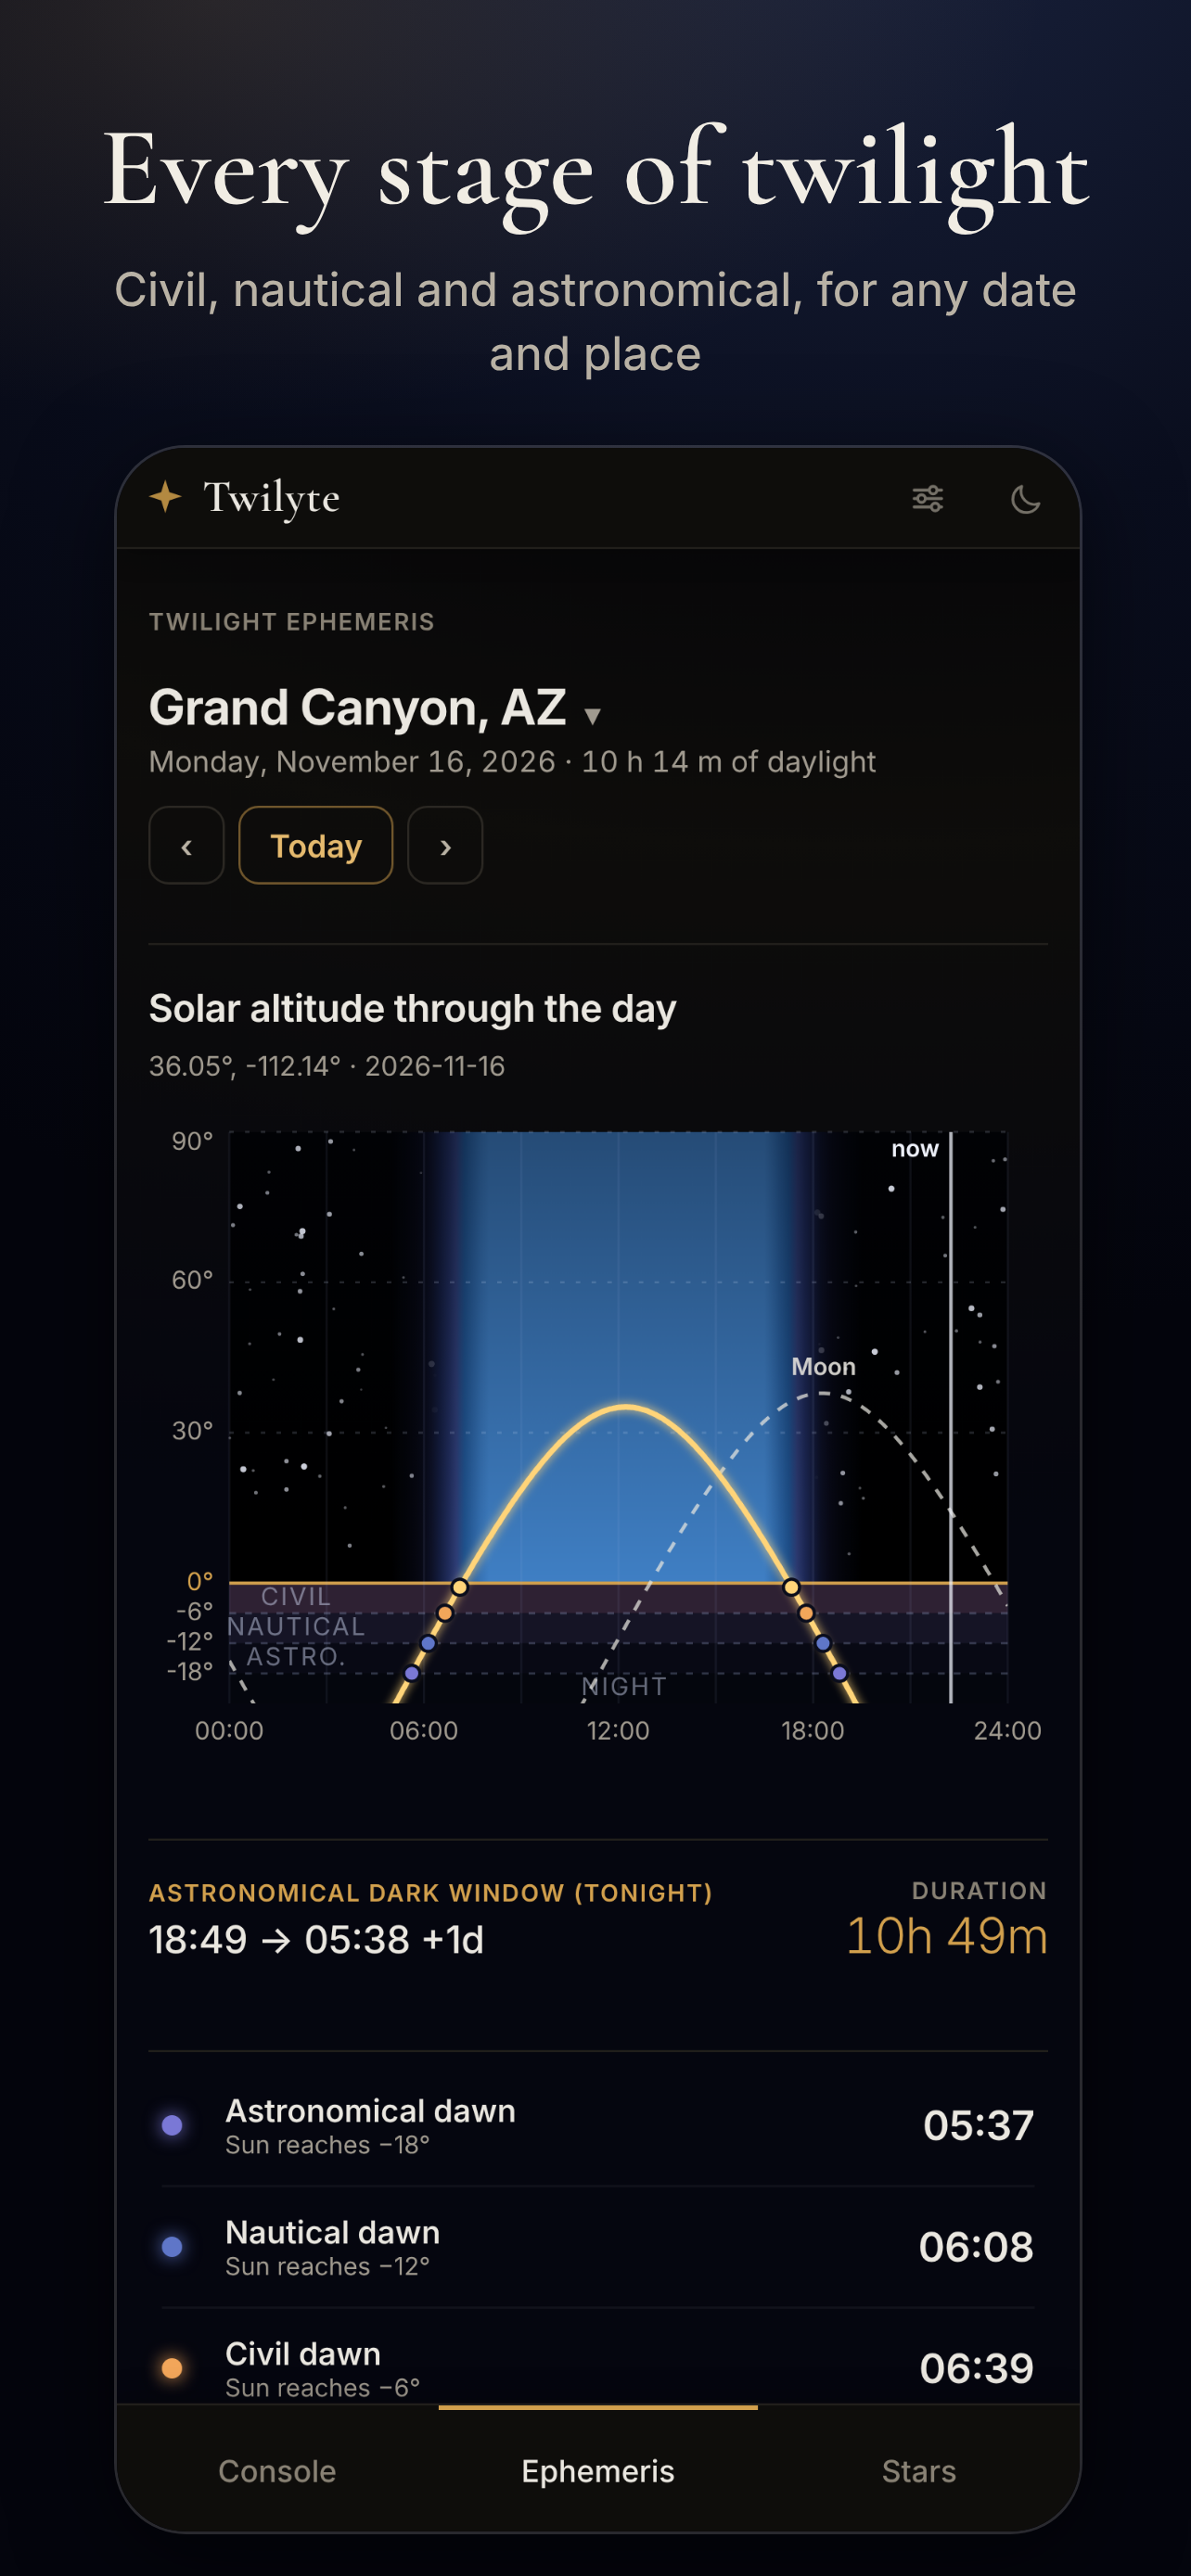 Every stage of twilight
Civil, nautical and astronomical, for any date
and place
Twilyte
TWILIGHT EPHEMERIS
Grand Canyon, AZ ▼
Monday, November 16, 2026 · 10 h 14 m of daylight
‹ Today ›
Solar altitude through the day
36.05°, -112.14° · 2026-11-16
90°
now
60°
Moon
30°
0°
CIVIL
-6°
NAUTICAL
-12°
ASTRO.
-18°
NIGHT
00:00 06:00 12:00 18:00 24:00
ASTRONOMICAL DARK WINDOW (TONIGHT)
18:49 → 05:38 +1d
DURATION
10h 49m
Astronomical dawn
Sun reaches −18°
05:37
Nautical dawn
Sun reaches −12°
06:08
Civil dawn
Sun reaches −6°
06:39
Console Ephemeris Stars